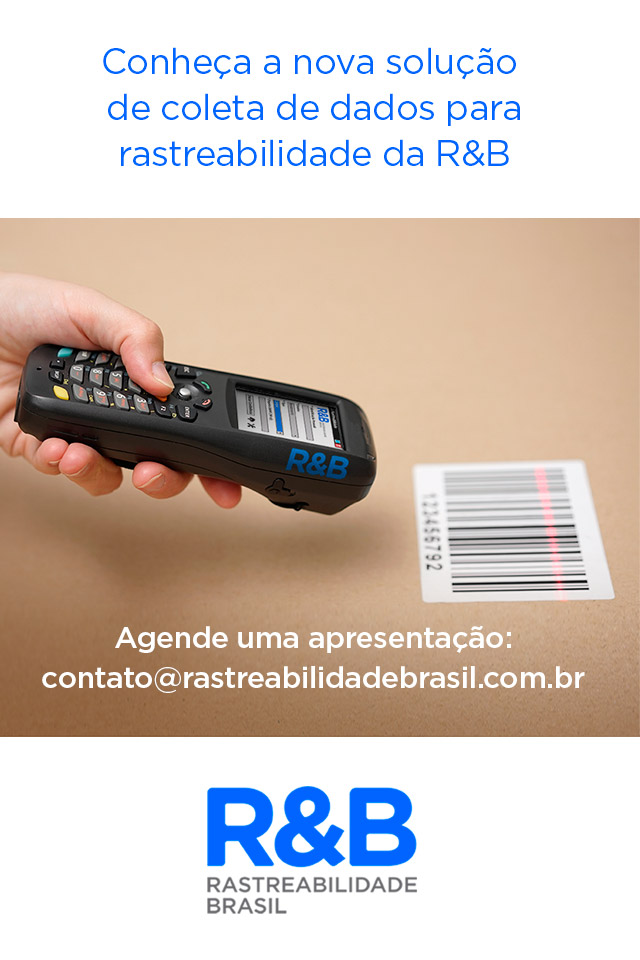 Conheça a nova solução
de coleta de dados para
rastreabilidade da R&B
R&B
R&B
123456792
Agende uma apresentação:
contato@rastreabilidadebrasil.com.br
R&B
RASTREABILIDADE
BRASIL